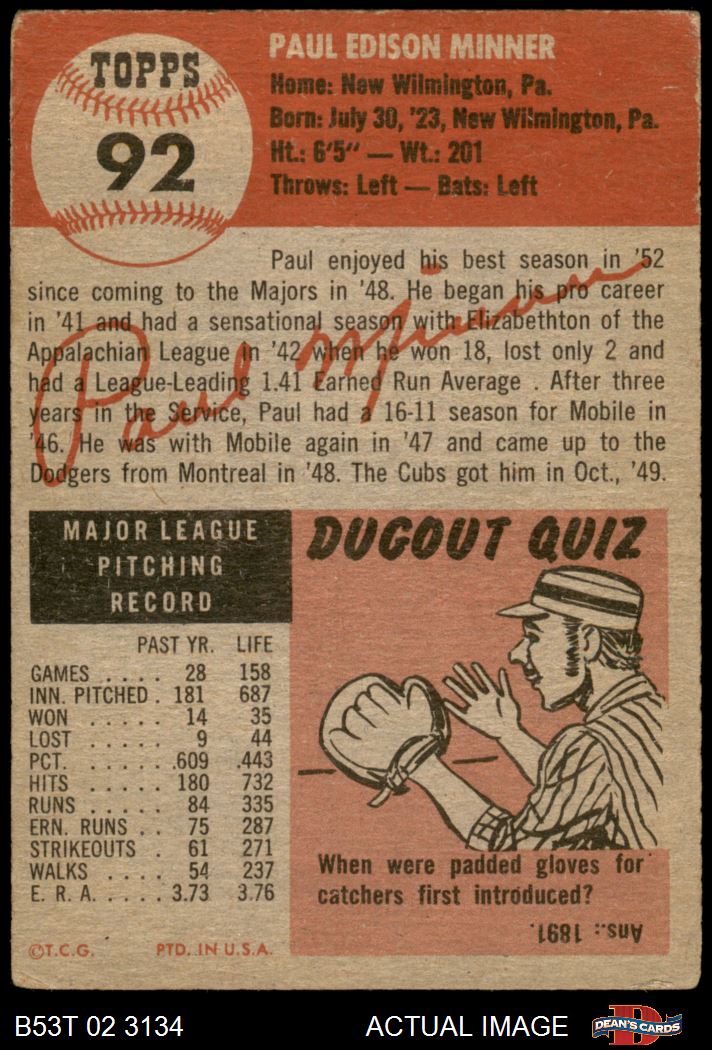 TOPPS
92
PAUL EDISON MINNER
Home: New Wilmington, Pa.
Born: July 30, '23, New Wilmington, Pa.
Ht.: 6'5" — Wt.: 201
Throws: Left — Bats: Left
Paul enjoyed his best season in '52
since coming to the Majors in '48. He began his pro career
in '41 and had a sensational season with Elizabethton of the
Appalachian League in '42 when he won 18, lost only 2 and
had a League-Leading 1.41 Earned Run Average . After three
years in the Service, Paul had a 16-11 season for Mobile in
'46. He was with Mobile again in '47 and came up to the
Dodgers from Montreal in '48. The Cubs got him in Oct., '49.
Paul Minner
MAJOR LEAGUE
PITCHING
RECORD
PAST YR. LIFE
GAMES . . . . 28 158
INN. PITCHED . 181 687
WON . . . . . 14 35
LOST . . . . . 9 44
PCT. . . . . . .609 .443
HITS . . . . . 180 732
RUNS . . . . . 84 335
ERN. RUNS . . 75 287
STRIKEOUTS . 61 271
WALKS . . . . 54 237
E. R. A. . . . . 3.73 3.76
©T.C.G. PTD. IN U.S.A.
DUGOUT QUIZ
When were padded gloves for
catchers first introduced?
Ans.: 1891.
B53T 02 3134
ACTUAL IMAGE
D
DEAN'S CARDS